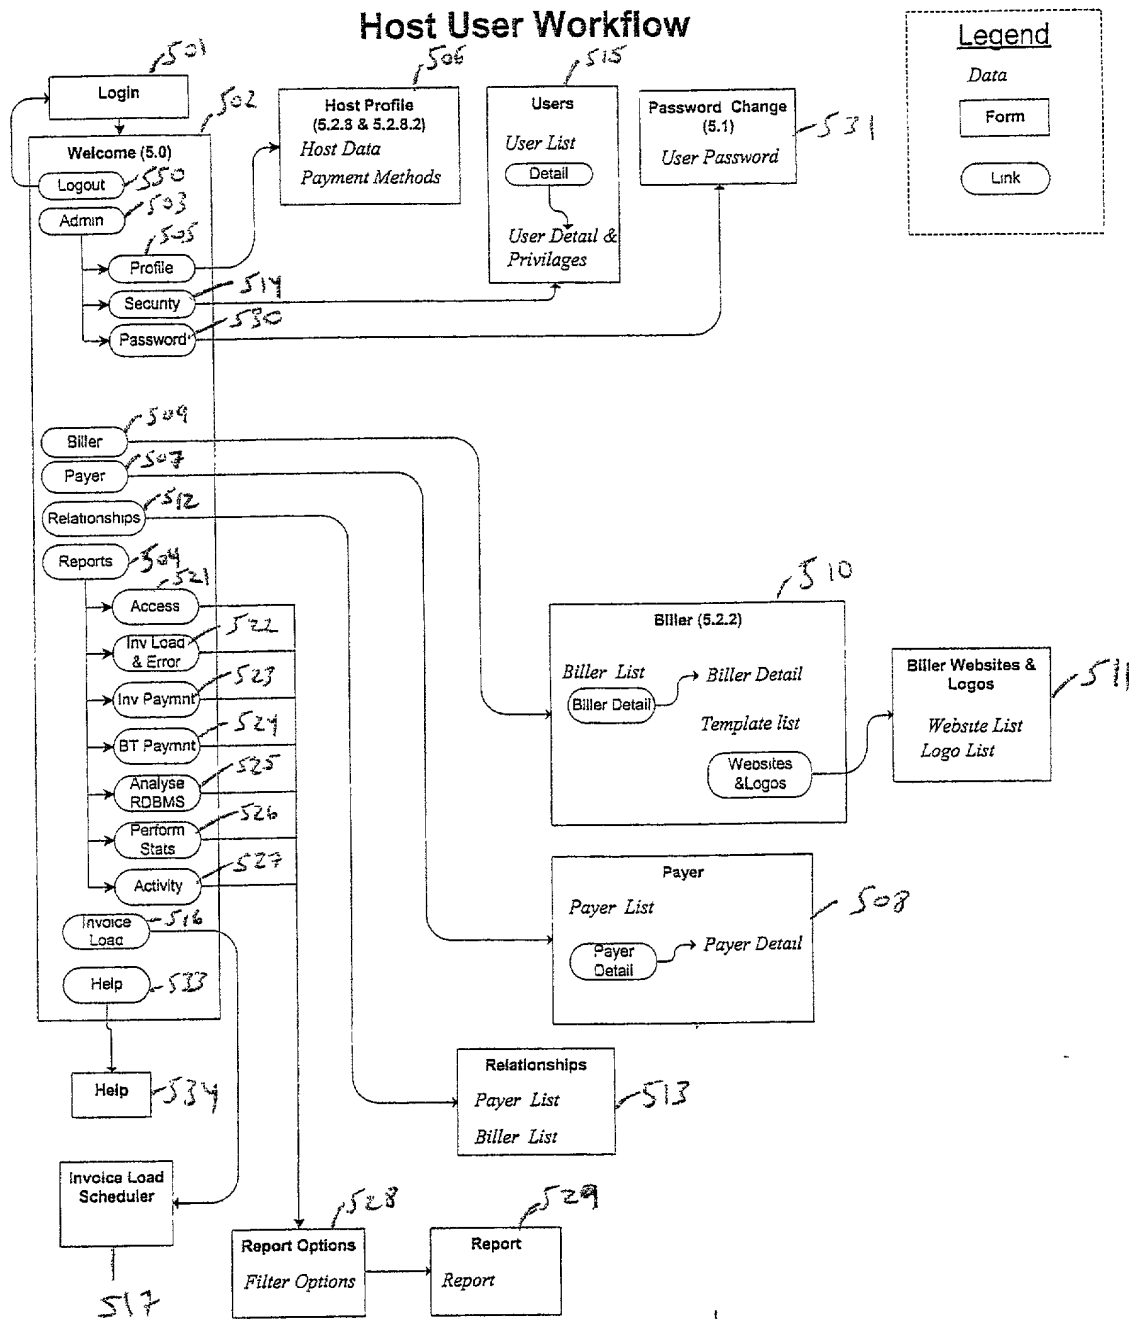 Host User Workflow
Legend
Data
Form
Link
501
Login
502
Welcome (5.0)
Logout
550
Admin
503
505
Profile
Security
514
Password
530
506
Host Profile
(5.2.8 & 5.2.8.2)
Host Data
Payment Methods
515
Users
User List
Detail
User Detail &
Privilages
Password Change
(5.1)
User Password
531
Biller
509
Payer
507
Relationships
512
Reports
504
521
Access
522
Inv Load
& Error
Inv Paymnt
523
BT Paymnt
524
Analyse
RDBMS
525
Perform
Stats
526
Activity
527
Invoice
Load
516
Help
533
Help
534
Invoice Load
Scheduler
517
510
Biller (5.2.2)
Biller List
Biller Detail
Biller Detail
Template list
Websites
&Logos
Biller Websites &
Logos
Website List
Logo List
511
Payer
Payer List
Payer
Detail
Payer Detail
508
Relationships
Payer List
Biller List
513
528
Report Options
Filter Options
529
Report
Report